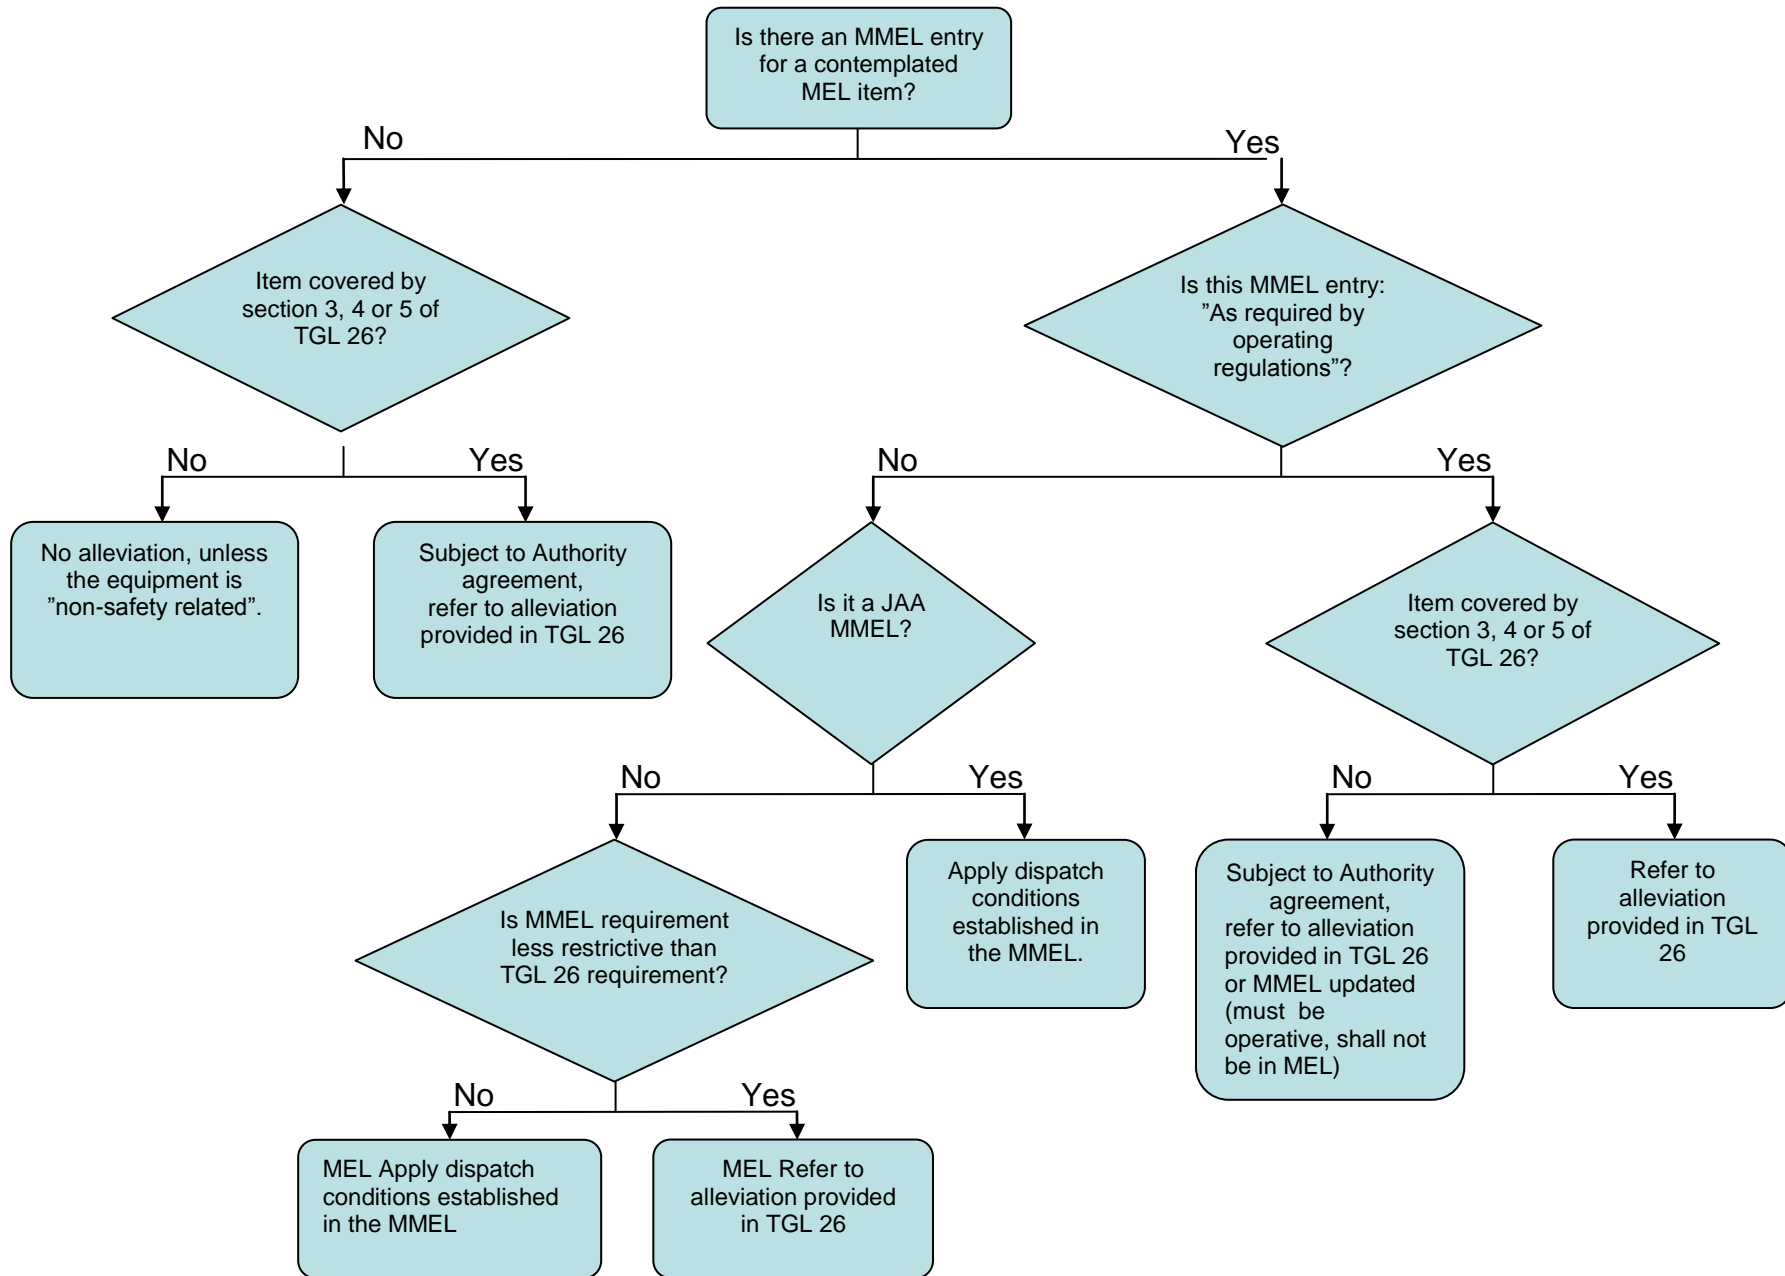 Is there an MMEL entry
for a contemplated
MEL item?
No
Yes
Item covered by
section 3, 4 or 5 of
TGL 26?
Is this MMEL entry:
”As required by
operating
regulations”?
No
Yes
No
Yes
No alleviation, unless
the equipment is
”non-safety related”.
Subject to Authority
agreement,
refer to alleviation
provided in TGL 26
Is it a JAA
MMEL?
Item covered by
section 3, 4 or 5 of
TGL 26?
No
Yes
No
Yes
Is MMEL requirement
less restrictive than
TGL 26 requirement?
Apply dispatch
conditions
established in
the MMEL.
Subject to Authority
agreement,
refer to alleviation
provided in TGL 26
or MMEL updated
(must be
operative, shall not
be in MEL)
Refer to
alleviation
provided in TGL
26
No
Yes
MEL Apply dispatch
conditions established
in the MMEL
MEL Refer to
alleviation provided
in TGL 26